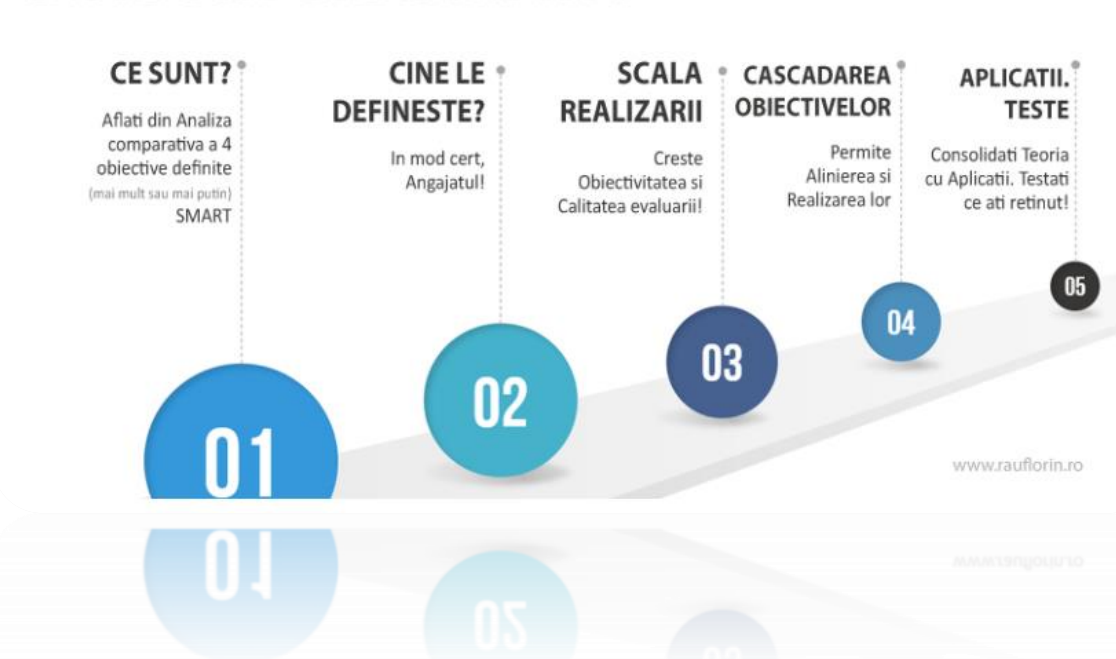 CE SUNT?
Aflati din Analiza
comparativa a 4
obiective definite
(mai mult sau mai putin)
SMART
CINE LE
DEFINESTE?
In mod cert,
Angajatul!
SCALA
REALIZARII
Creste
Obiectivitatea si
Calitatea evaluarii!
CASCADAREA
OBIECTIVELOR
Permite
Alinierea si
Realizarea lor
APLICATII.
TESTE
Consolidati Teoria
cu Aplicatii. Testati
ce ati retinut!
01
02
03
04
05
www.rauflorin.ro